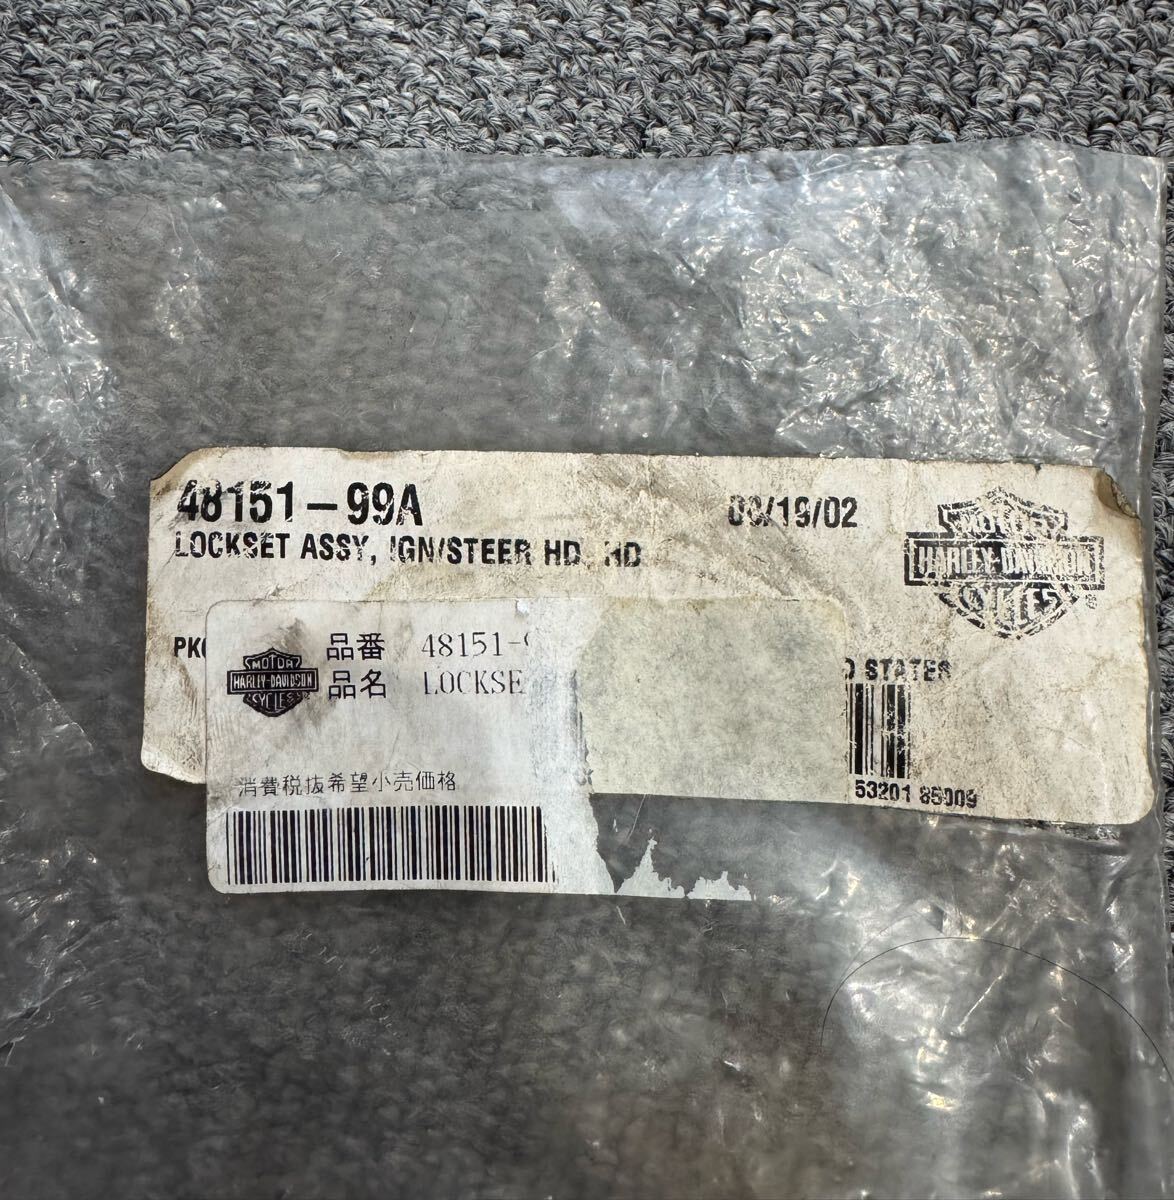 48151-99A
LOCKSET ASSY, IGN/STEER HD, HD
/19/02
MOTOR
HARLEY-DAVIDSON
CYCLES
®
STATES
53201 85009
MOTOR
HARLEY-DAVIDSON
CYCLES
品番 48151-9
品名 LOCKSE
消費税抜希望小売価格